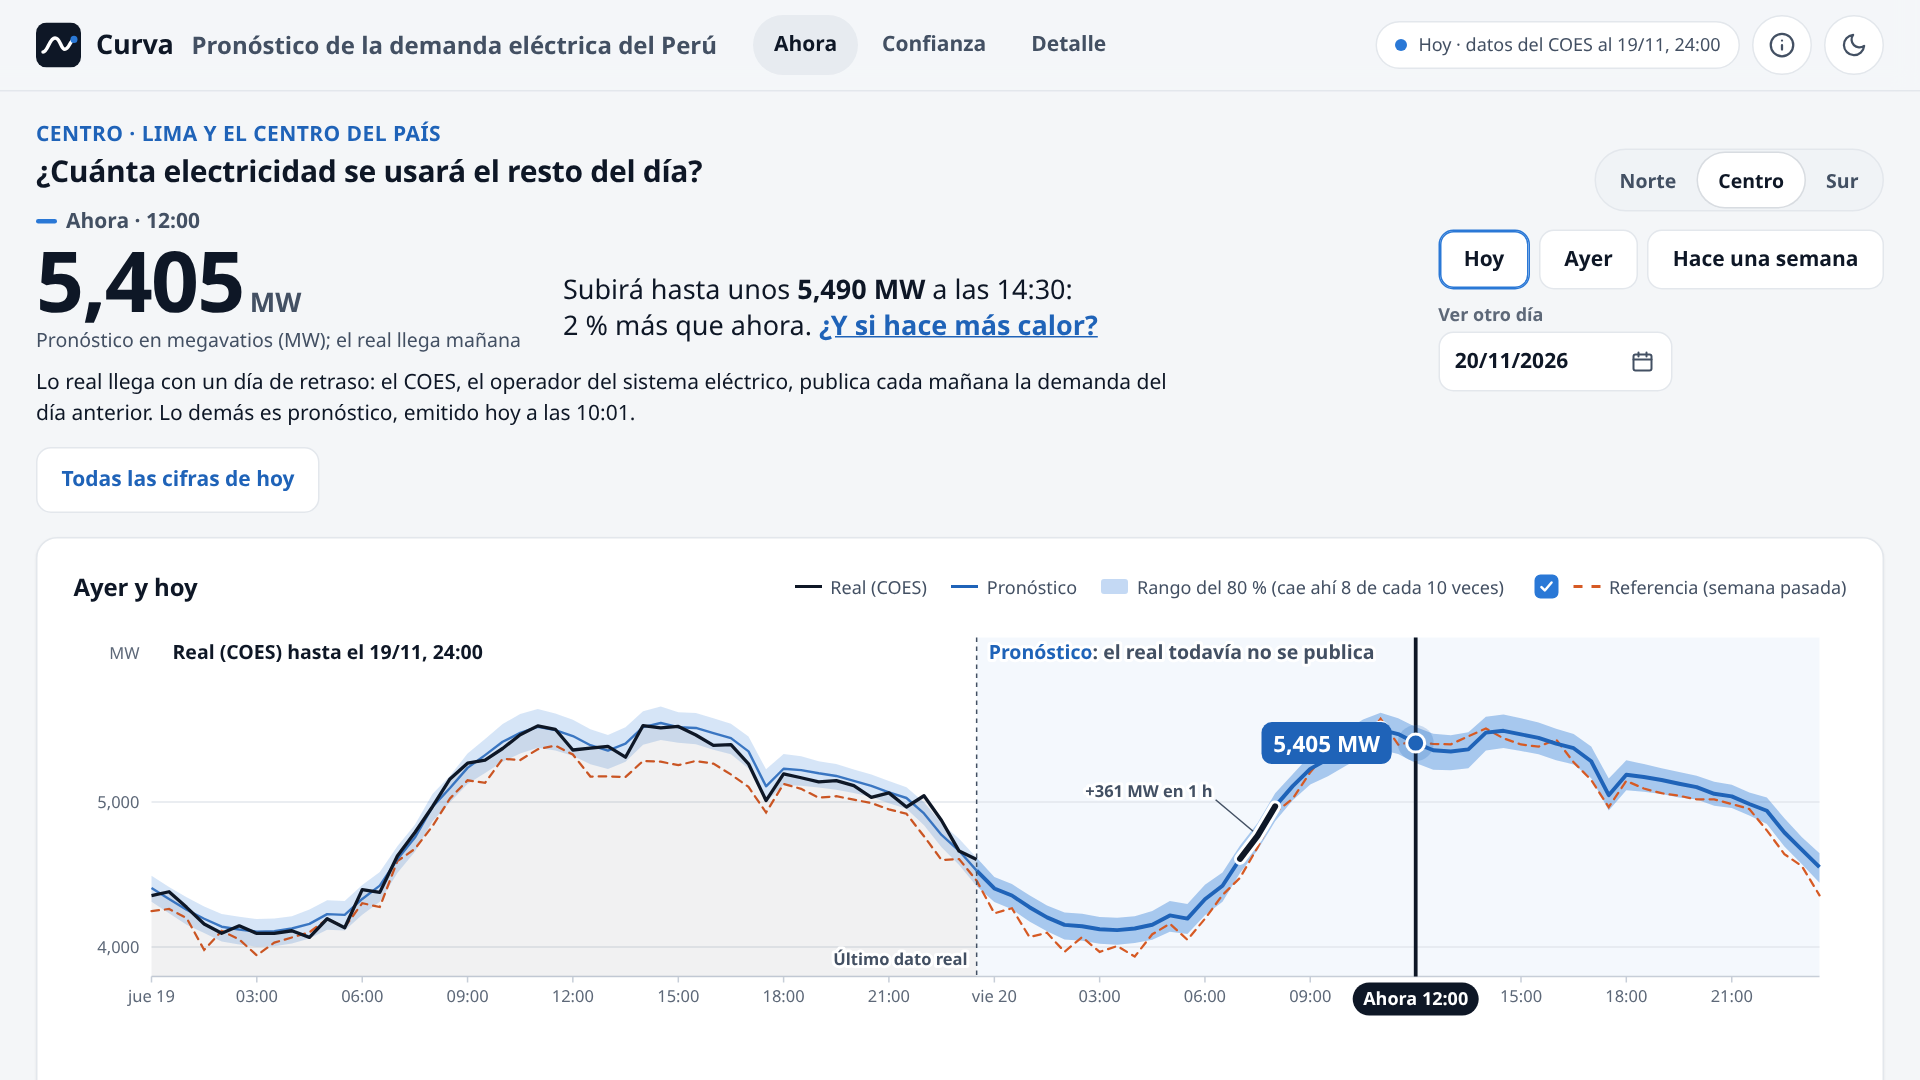 Curva
Pronóstico de la demanda eléctrica del Perú
Ahora
Confianza
Detalle
Hoy · datos del COES al 19/11, 24:00
CENTRO · LIMA Y EL CENTRO DEL PAÍS
¿Cuánta electricidad se usará el resto del día?
Ahora · 12:00
5,405 MW
Pronóstico en megavatios (MW); el real llega mañana
Subirá hasta unos 5,490 MW a las 14:30:
2 % más que ahora. ¿Y si hace más calor?
Lo real llega con un día de retraso: el COES, el operador del sistema eléctrico, publica cada mañana la demanda del
día anterior. Lo demás es pronóstico, emitido hoy a las 10:01.
Todas las cifras de hoy
Norte
Centro
Sur
Hoy
Ayer
Hace una semana
Ver otro día
20/11/2026
Ayer y hoy
Real (COES)
Pronóstico
Rango del 80 % (cae ahí 8 de cada 10 veces)
Referencia (semana pasada)
MW
Real (COES) hasta el 19/11, 24:00
Pronóstico: el real todavía no se publica
5,405 MW
+361 MW en 1 h
5,000
4,000
Último dato real
jue 19
03:00
06:00
09:00
12:00
15:00
18:00
21:00
vie 20
03:00
06:00
09:00
Ahora 12:00
15:00
18:00
21:00